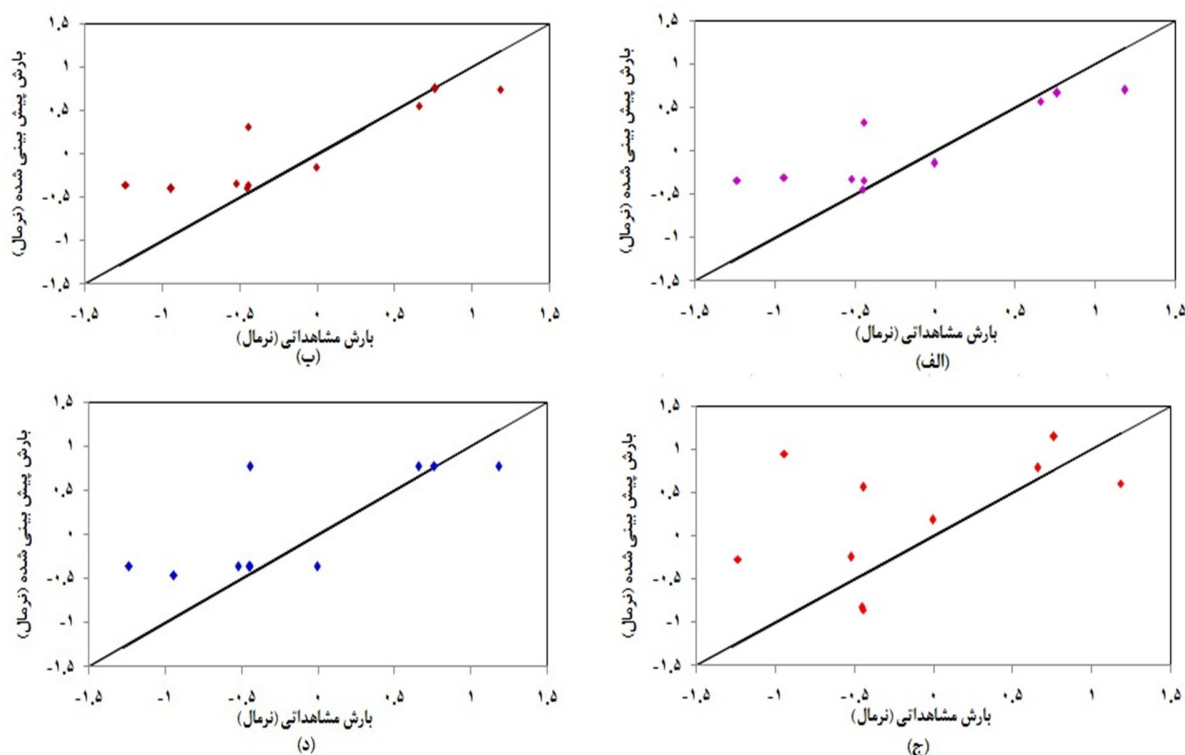 بارش پیش بینی شده (نرمال)
۱.۵
۱
۰.۵
۰
-۰.۵
-۱
-۱.۵
-۱.۵ -۱ -۰.۵ ۰ ۰.۵ ۱ ۱.۵
بارش مشاهداتی (نرمال)
(الف)
بارش پیش بینی شده (نرمال)
۱.۵
۱
۰.۵
۰
-۰.۵
-۱
-۱.۵
-۱.۵ -۱ -۰.۵ ۰ ۰.۵ ۱ ۱.۵
بارش مشاهداتی (نرمال)
(ب)
بارش پیش بینی شده (نرمال)
۱.۵
۱
۰.۵
۰
-۰.۵
-۱
-۱.۵
-۱.۵ -۱ -۰.۵ ۰ ۰.۵ ۱ ۱.۵
بارش مشاهداتی (نرمال)
(ج)
بارش پیش بینی شده (نرمال)
۱.۵
۱
۰.۵
۰
-۰.۵
-۱
-۱.۵
-۱.۵ -۱ -۰.۵ ۰ ۰.۵ ۱ ۱.۵
بارش مشاهداتی (نرمال)
(د)